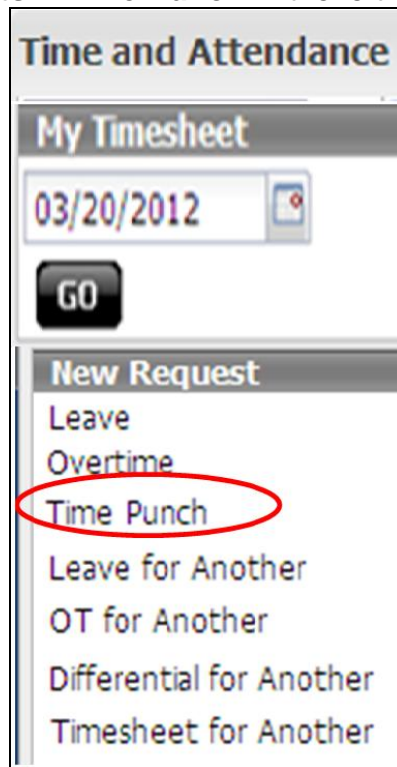 Time and Attendance
My Timesheet
03/20/2012
GO
New Request
Leave
Overtime
Time Punch
Leave for Another
OT for Another
Differential for Another
Timesheet for Another